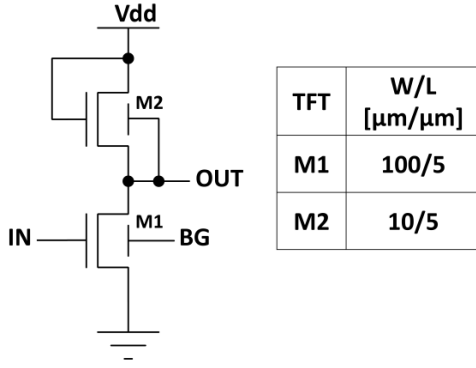 Vdd
M2
OUT
M1
IN
BG
TFT W/L [μm/μm]
M1 100/5
M2 10/5